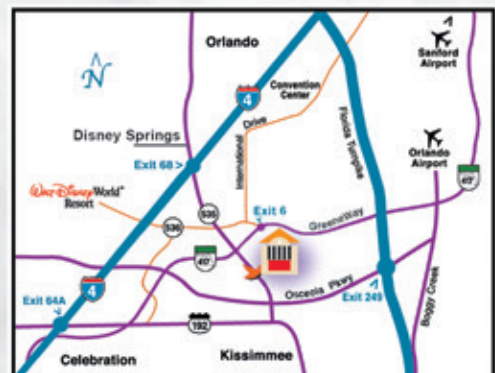 N
Orlando
Sanford
Airport
4
Convention
Center
International
Drive
Florida Turnpike
Disney Springs
Exit 68 >
Orlando
Airport
417
Walt Disney World
Resort
536
535
Exit 6
GreeneWay
417
4
Exit 64A
Osceola Pkwy
Exit 249
Boggy Creek
192
Celebration
Kissimmee